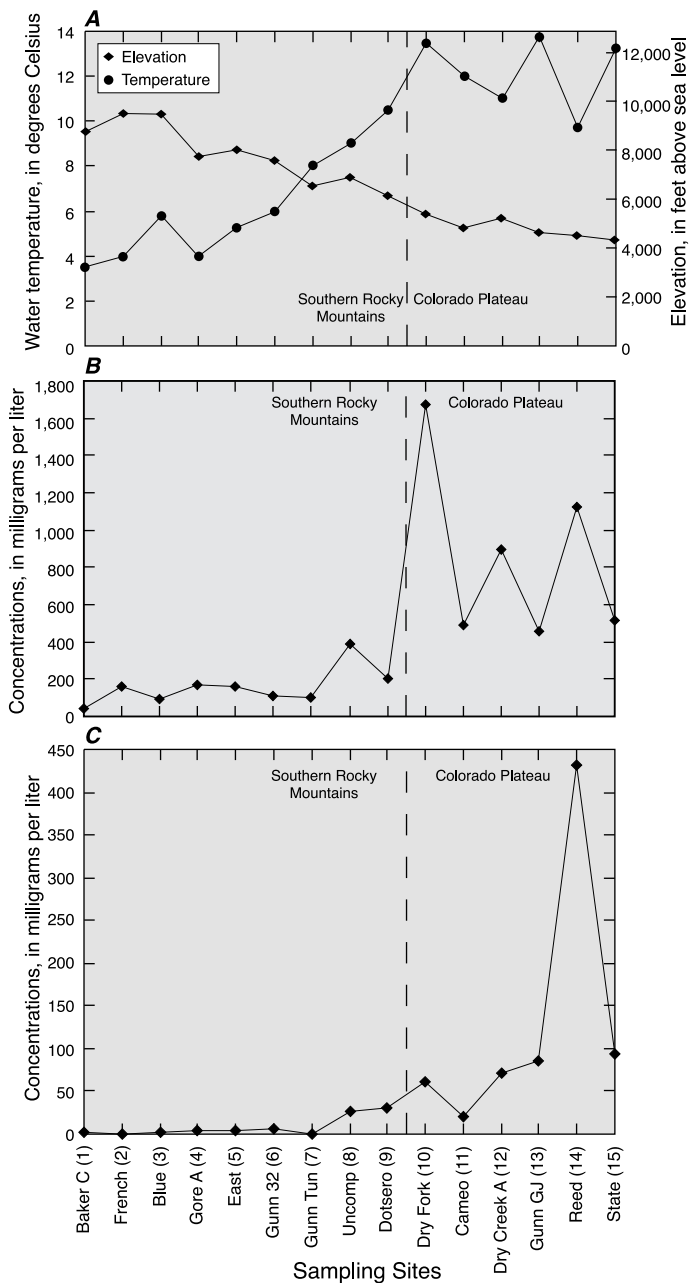 A
Water temperature, in degrees Celsius
14
12
10
8
6
4
2
0
Elevation
Temperature
12,000
10,000
8,000
6,000
4,000
2,000
0
Elevation, in feet above sea level
Southern Rocky
Mountains
Colorado Plateau
B
Concentrations, in milligrams per liter
1,800
1,600
1,400
1,200
1,000
800
600
400
200
0
Southern Rocky
Mountains
Colorado Plateau
C
Concentrations, in milligrams per liter
450
400
350
300
250
200
150
100
50
0
Southern Rocky
Mountains
Colorado Plateau
Baker C (1)
French (2)
Blue (3)
Gore A (4)
East (5)
Gunn 32 (6)
Gunn Tun (7)
Uncomp (8)
Dotsero (9)
Dry Fork (10)
Cameo (11)
Dry Creek A (12)
Gunn GJ (13)
Reed (14)
State (15)
Sampling Sites